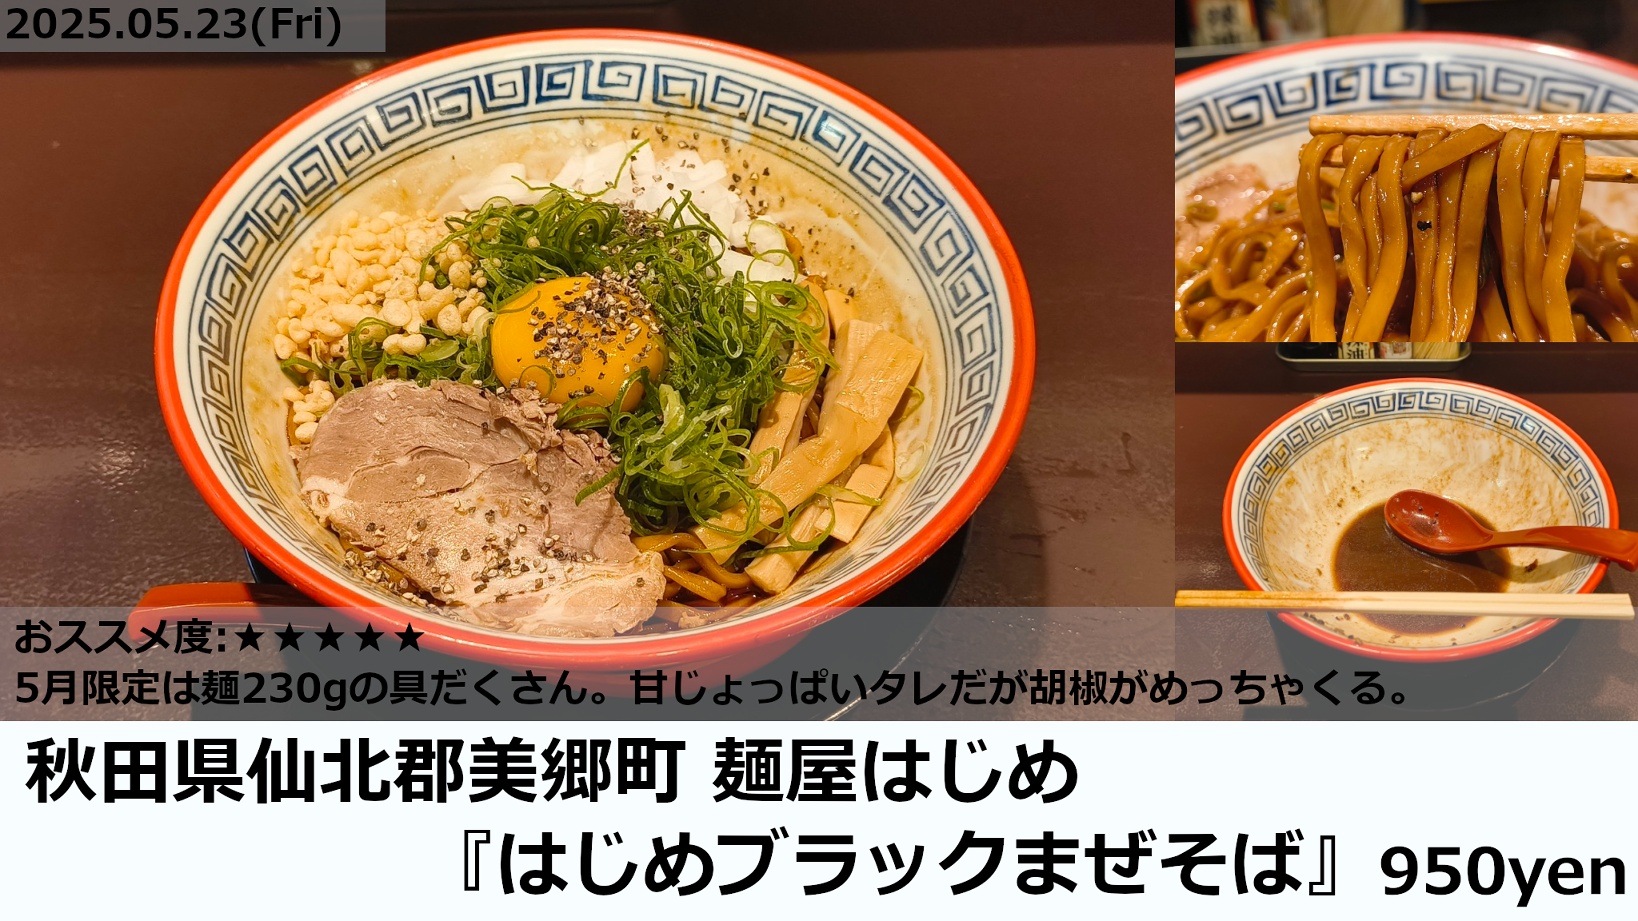 2025.05.23(Fri)
おススメ度:★★★★★
5月限定は麺230gの具だくさん。甘じょっぱいタレだが胡椒がめっちゃくる。
秋田県仙北郡美郷町 麺屋はじめ
『はじめブラックまぜそば』950yen